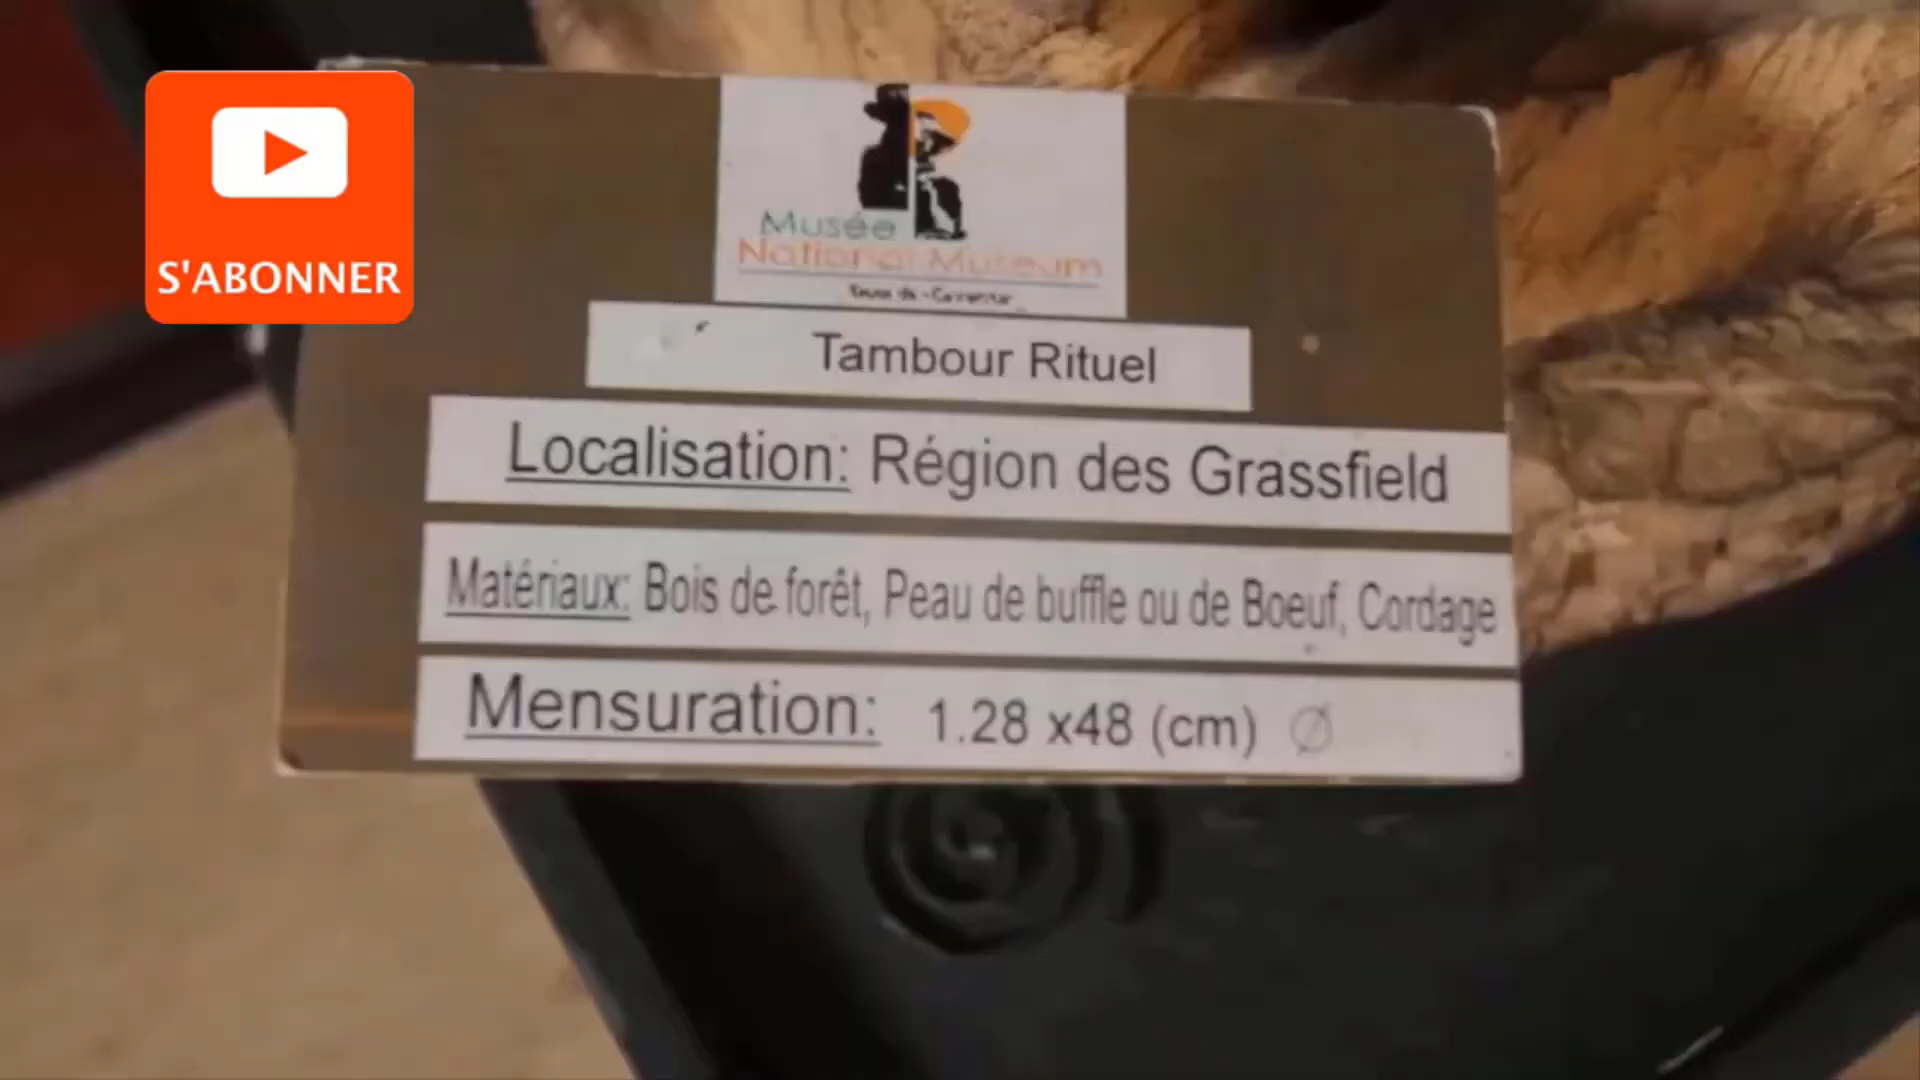 S'ABONNER
Musée
National Museum
Tambour Rituel
Localisation: Région des Grassfield
Matériaux: Bois de forêt, Peau de buffle ou de Boeuf, Cordage
Mensuration: 1.28 x48 (cm) Ø